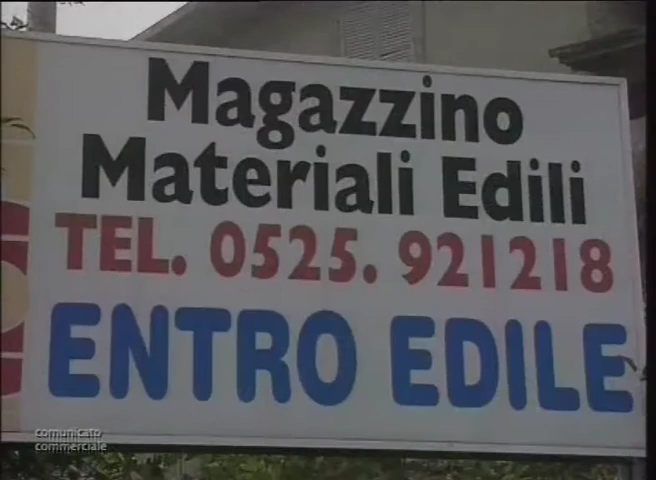 Magazzino
Materiali Edili
TEL. 0525. 921218
ENTRO EDILE
comunicato
commerciale